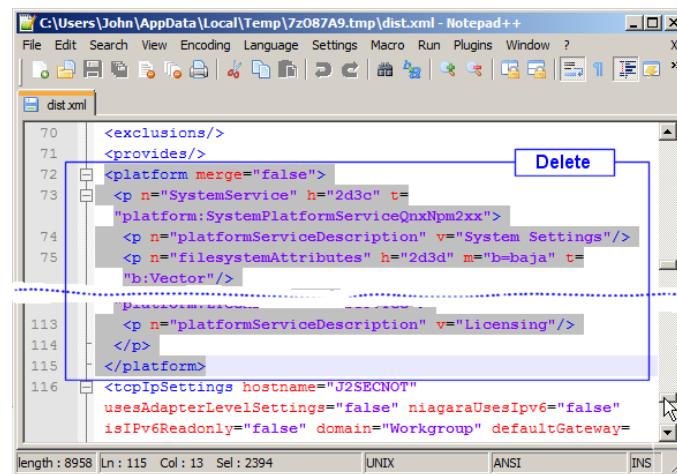 C:\Users\John\AppData\Local\Temp\7zO87A9.tmp\dist.xml - Notepad++
File Edit Search View Encoding Language Settings Macro Run Plugins Window ? X
dist.xml
70 <exclusions/>
71 <provides/>
Delete
72 <platform merge="false">
73 <p n="SystemService" h="2d3c" t=
"platform:SystemPlatformServiceQnxNpm2xx">
74 <p n="platformServiceDescription" v="System Settings"/>
75 <p n="filesystemAttributes" h="2d3d" m="b=baja" t=
"b:Vector"/>
113 <p n="platformServiceDescription" v="Licensing"/>
114 </p>
115 </platform>
116 <tcpIpSettings hostname="J2SECNOT"
usesAdapterLevelSettings="false" niagaraUsesIpv6="false"
isIPv6Readonly="false" domain="Workgroup" defaultGateway=
length : 8958 Ln : 115 Col : 13 Sel : 2394 UNIX ANSI INS